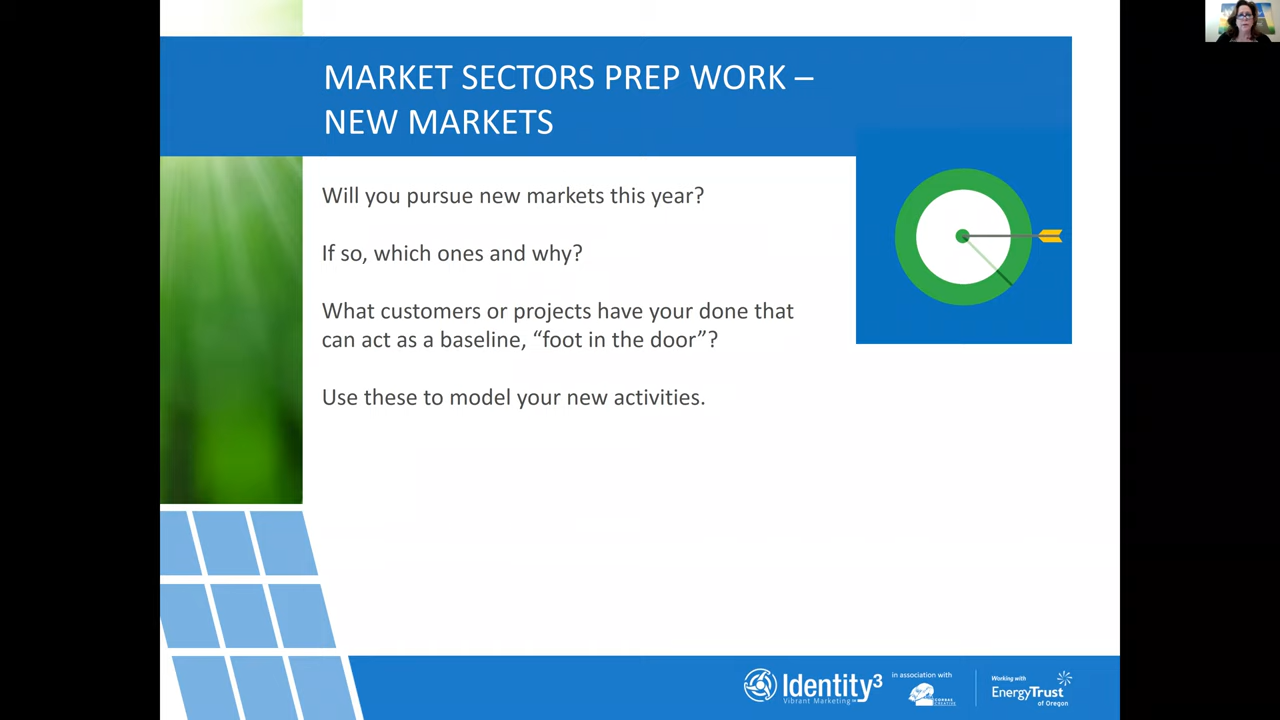 MARKET SECTORS PREP WORK –
NEW MARKETS
Will you pursue new markets this year?
If so, which ones and why?
What customers or projects have your done that
can act as a baseline, “foot in the door”?
Use these to model your new activities.
Identity3
Vibrant Marketing
in association with
Working with
EnergyTrust
of Oregon